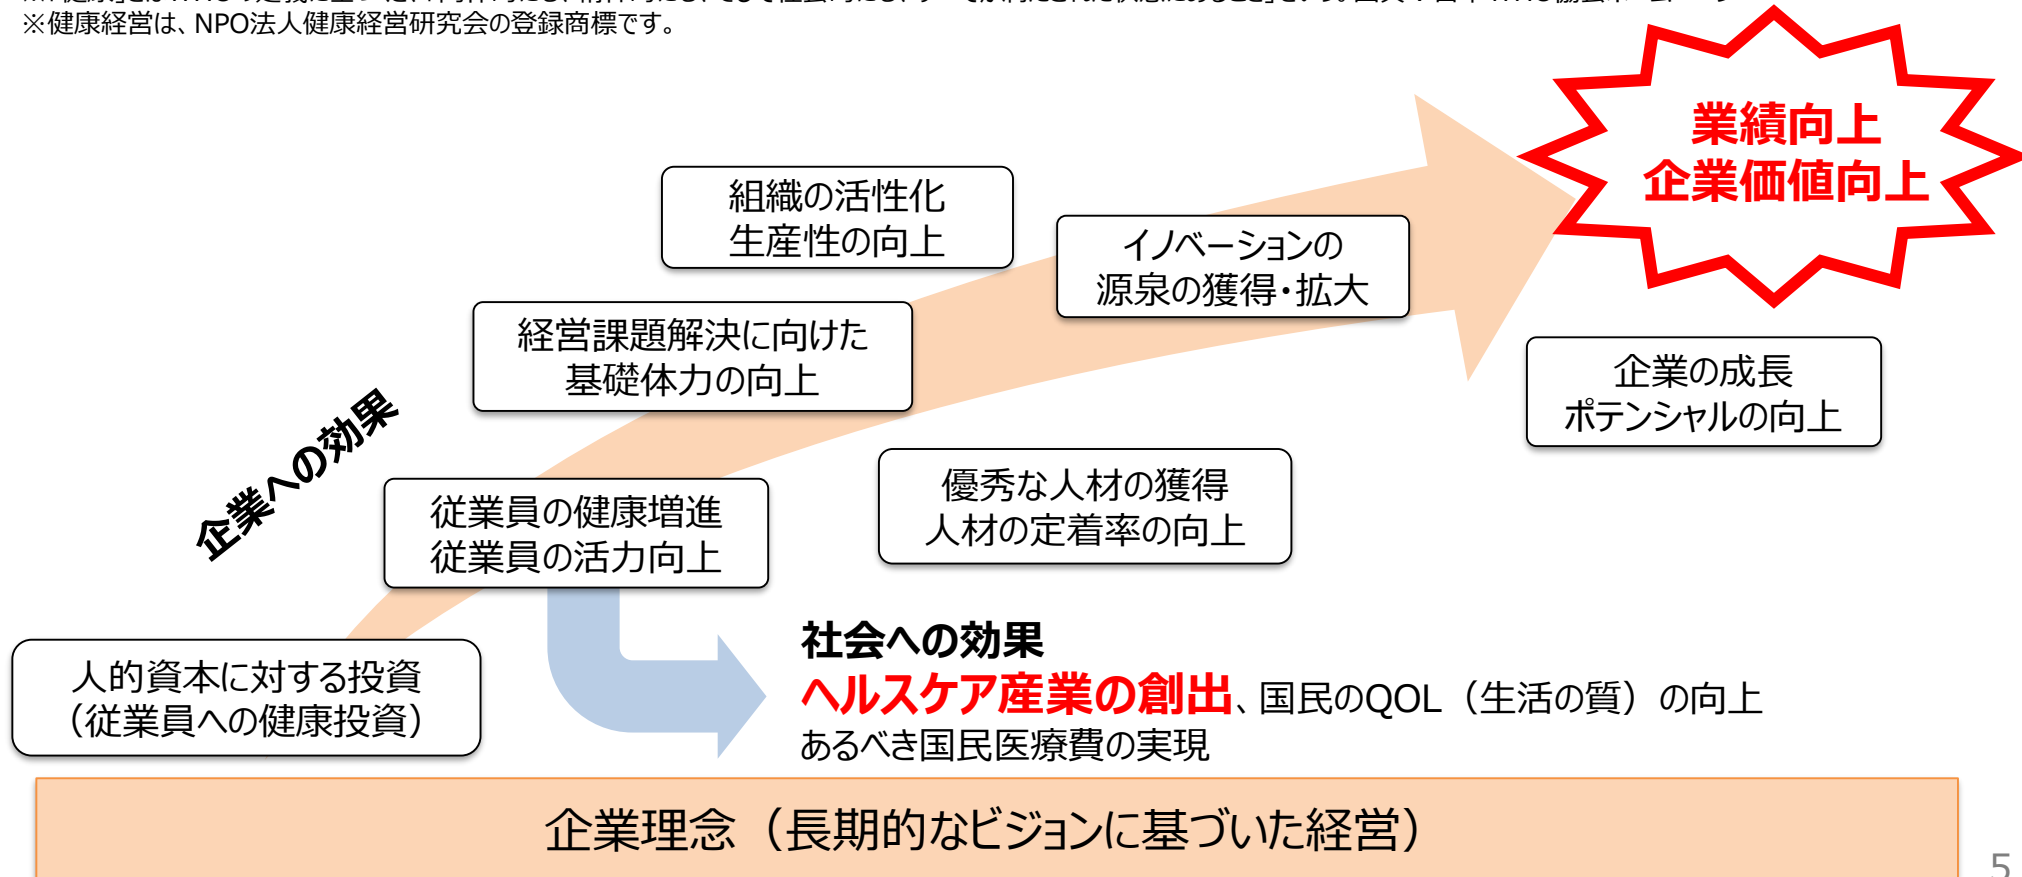 ※健康経営は、NPO法人健康経営研究会の登録商標です。
業績向上
企業価値向上
組織の活性化
生産性の向上
イノベーションの
源泉の獲得・拡大
経営課題解決に向けた
基礎体力の向上
企業の成長
ポテンシャルの向上
企業への効果
優秀な人材の獲得
人材の定着率の向上
従業員の健康増進
従業員の活力向上
人的資本に対する投資
（従業員への健康投資）
社会への効果
ヘルスケア産業の創出、国民のQOL（生活の質）の向上
あるべき国民医療費の実現
企業理念（長期的なビジョンに基づいた経営）
5